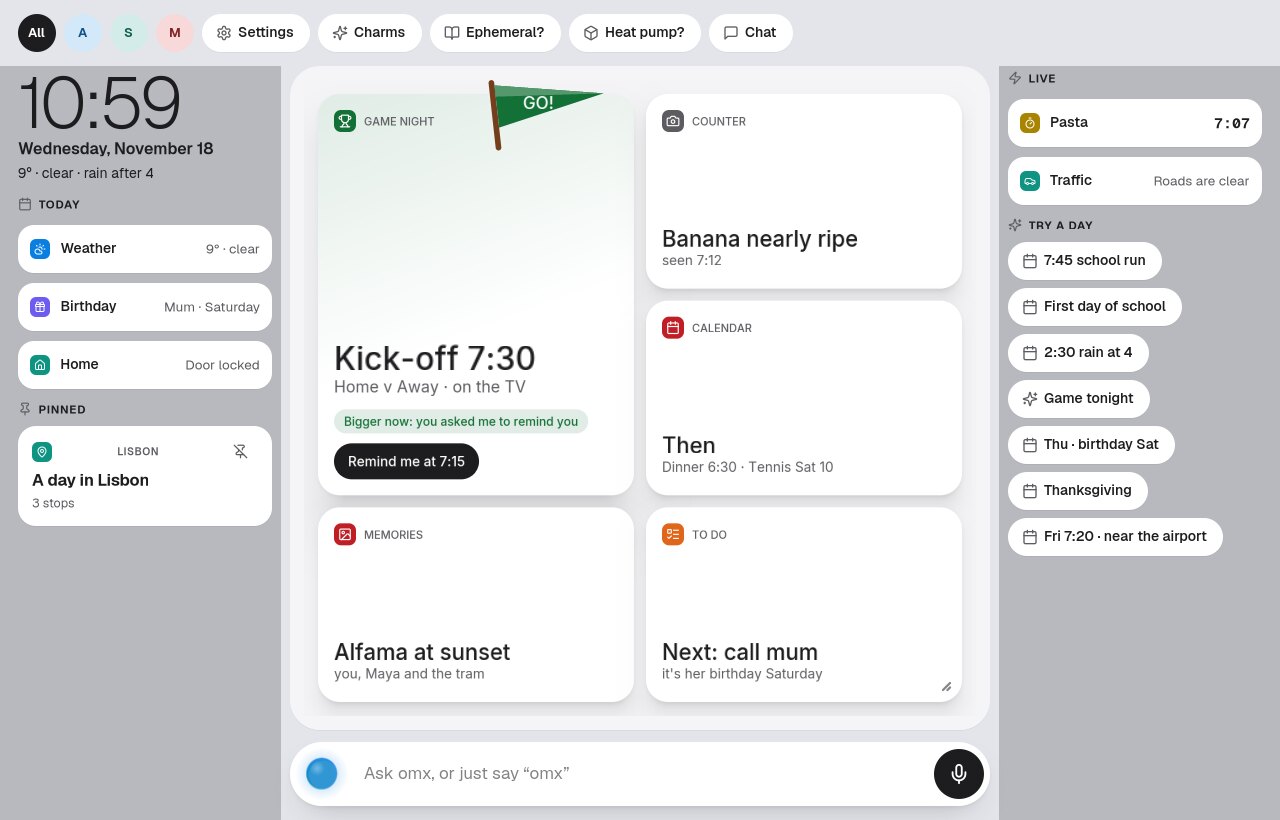 All
A
S
M
Settings
Charms
Ephemeral?
Heat pump?
Chat
10:59
Wednesday, November 18
9° · clear · rain after 4
TODAY
Weather
9° · clear
Birthday
Mum · Saturday
Home
Door locked
PINNED
LISBON
A day in Lisbon
3 stops
GAME NIGHT
GO!
Kick-off 7:30
Home v Away · on the TV
Bigger now: you asked me to remind you
Remind me at 7:15
COUNTER
Banana nearly ripe
seen 7:12
CALENDAR
Then
Dinner 6:30 · Tennis Sat 10
MEMORIES
Alfama at sunset
you, Maya and the tram
TO DO
Next: call mum
it's her birthday Saturday
Ask omx, or just say “omx”
LIVE
Pasta
7:07
Traffic
Roads are clear
TRY A DAY
7:45 school run
First day of school
2:30 rain at 4
Game tonight
Thu · birthday Sat
Thanksgiving
Fri 7:20 · near the airport